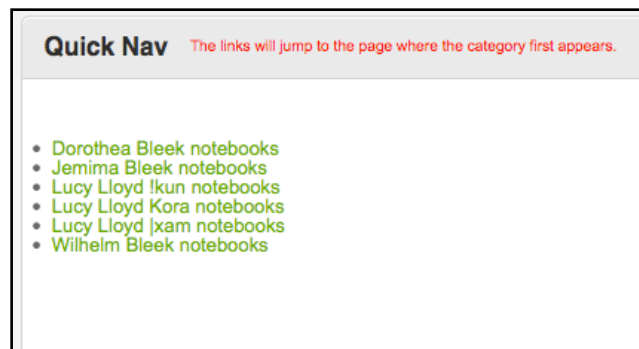 Quick Nav The links will jump to the page where the category first appears.
Dorothea Bleek notebooks
Jemima Bleek notebooks
Lucy Lloyd !kun notebooks
Lucy Lloyd Kora notebooks
Lucy Lloyd |xam notebooks
Wilhelm Bleek notebooks